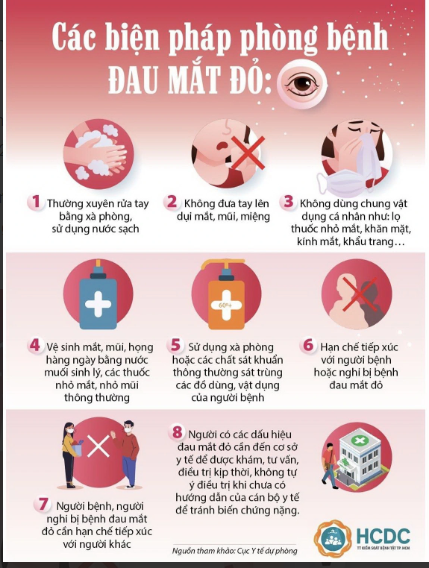 Các biện pháp phòng bệnh
ĐAU MẮT ĐỎ:
1 Thường xuyên rửa tay
bằng xà phòng,
sử dụng nước sạch
2 Không đưa tay lên
dụi mắt, mũi, miệng
3 Không dùng chung vật
dụng cá nhân như: lọ
thuốc nhỏ mắt, khăn mặt,
kính mắt, khẩu trang...
4 Vệ sinh mắt, mũi, họng
hàng ngày bằng nước
muối sinh lý, các thuốc
nhỏ mắt, nhỏ mũi
thông thường
5 Sử dụng xà phòng
hoặc các chất sát khuẩn
thông thường sát trùng
các đồ dùng, vật dụng
của người bệnh
6 Hạn chế tiếp xúc
với người bệnh
hoặc nghi bị bệnh
đau mắt đỏ
7 Người bệnh, người
nghi bị bệnh đau mắt
đỏ cần hạn chế tiếp xúc
với người khác
8 Người có các dấu hiệu
đau mắt đỏ cần đến cơ sở
y tế để được khám, tư vấn,
điều trị kịp thời, không tự
ý điều trị khi chưa có
hướng dẫn của cán bộ y tế
để tránh biến chứng nặng.
Nguồn tham khảo: Cục Y tế dự phòng
HCDC